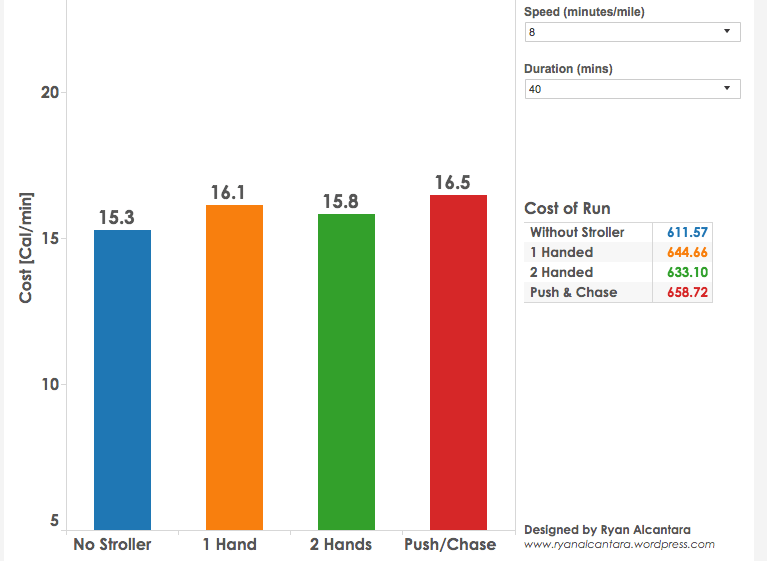 Speed (minutes/mile)
8
Duration (mins)
40
Cost [Cal/min]
20
15
10
5
15.3
16.1
15.8
16.5
No Stroller
1 Hand
2 Hands
Push/Chase
Cost of Run
Without Stroller 611.57
1 Handed 644.66
2 Handed 633.10
Push & Chase 658.72
Designed by Ryan Alcantara
www.ryanalcantara.wordpress.com